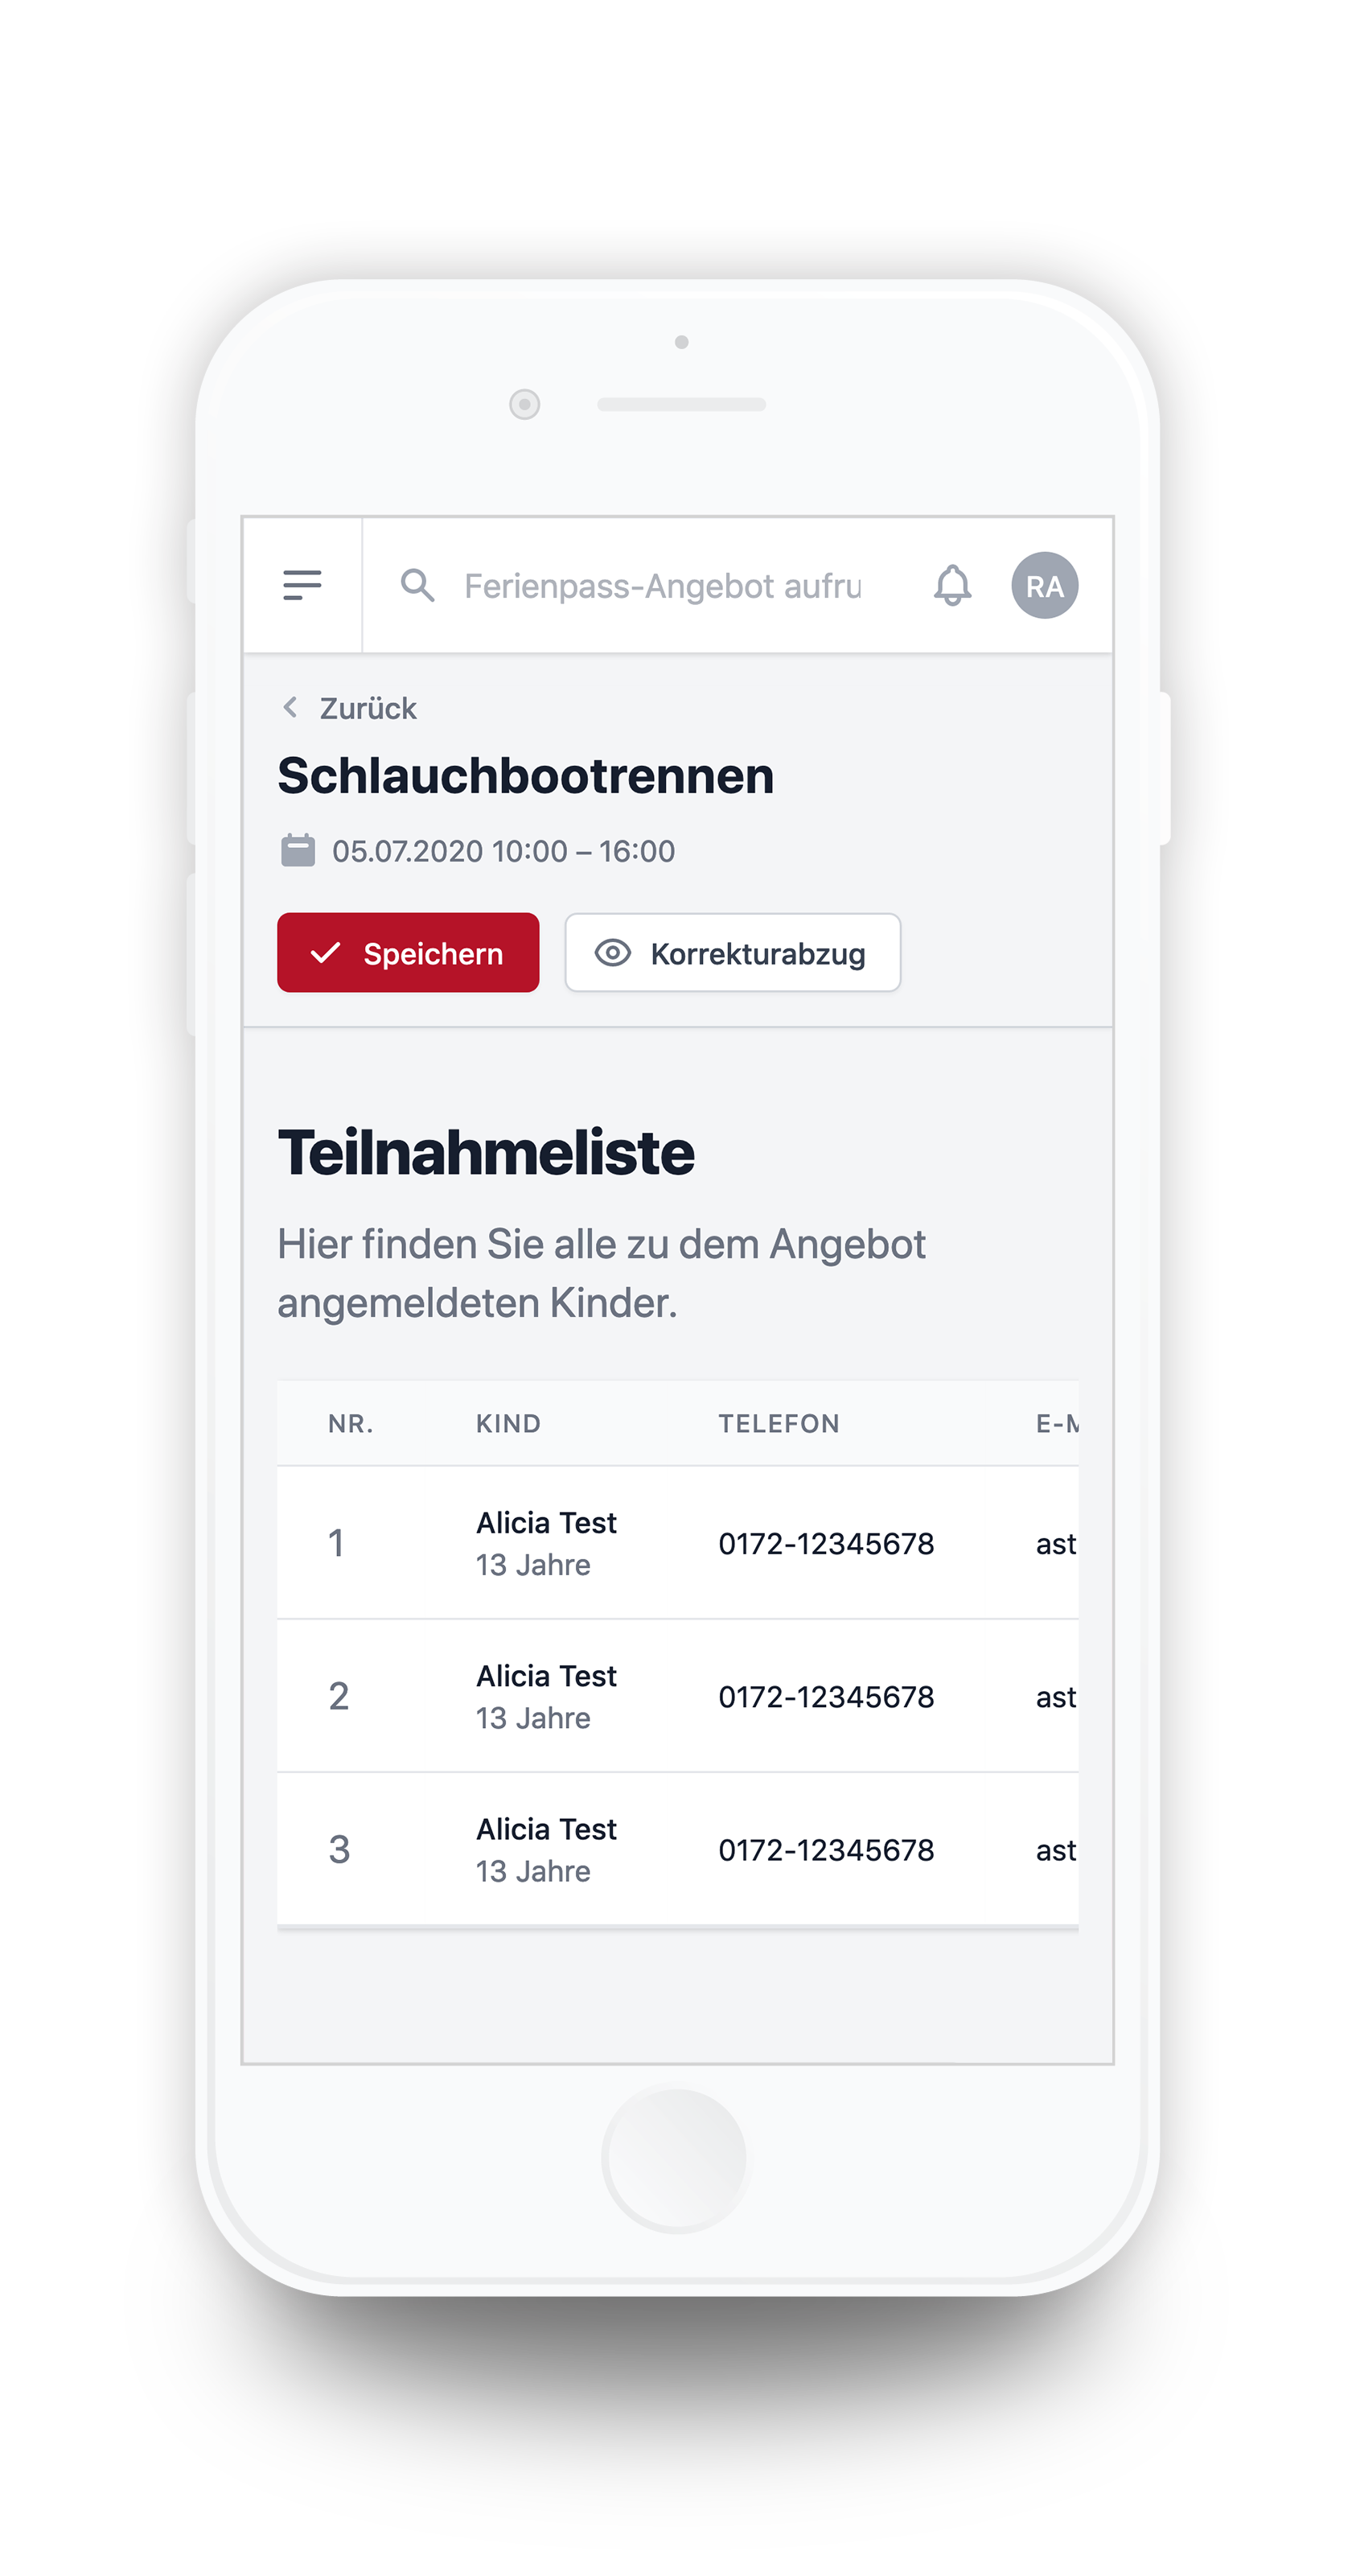 Ferienpass-Angebot aufru
RA
Zurück
Schlauchbootrennen
05.07.2020 10:00 – 16:00
Speichern
Korrekturabzug
Teilnahmeliste
Hier finden Sie alle zu dem Angebot
angemeldeten Kinder.
NR. KIND TELEFON E-M
1 Alicia Test 0172-12345678 ast
13 Jahre
2 Alicia Test 0172-12345678 ast
13 Jahre
3 Alicia Test 0172-12345678 ast
13 Jahre